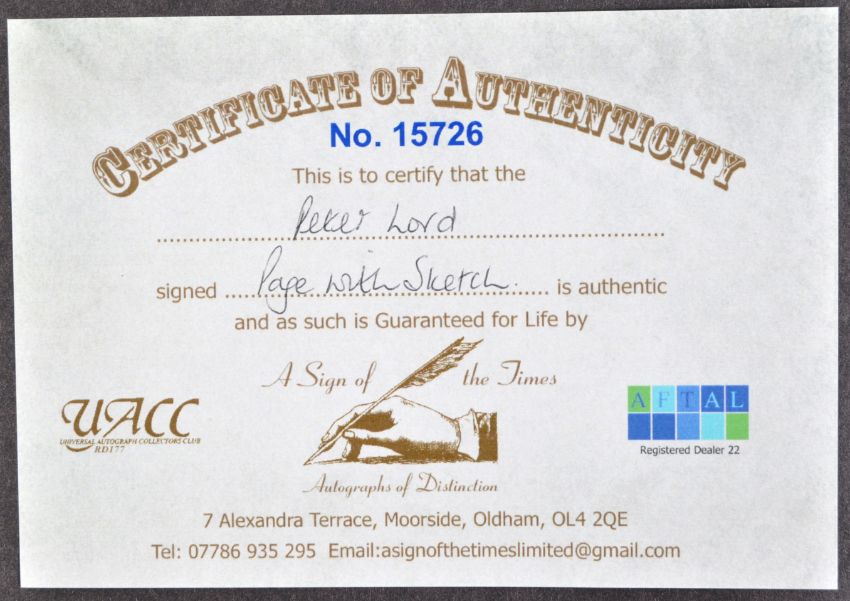 CERTIFICATE OF AUTHENTICITY
No. 15726
This is to certify that the
Peter Lord
signed Page with Sketch. is authentic
and as such is Guaranteed for Life by
A Sign of the Times
UACC
UNIVERSAL AUTOGRAPH COLLECTORS CLUB
RD177
AFTAL
Registered Dealer 22
Autographs of Distinction
7 Alexandra Terrace, Moorside, Oldham, OL4 2QE
Tel: 07786 935 295 Email:asignofthetimeslimited@gmail.com